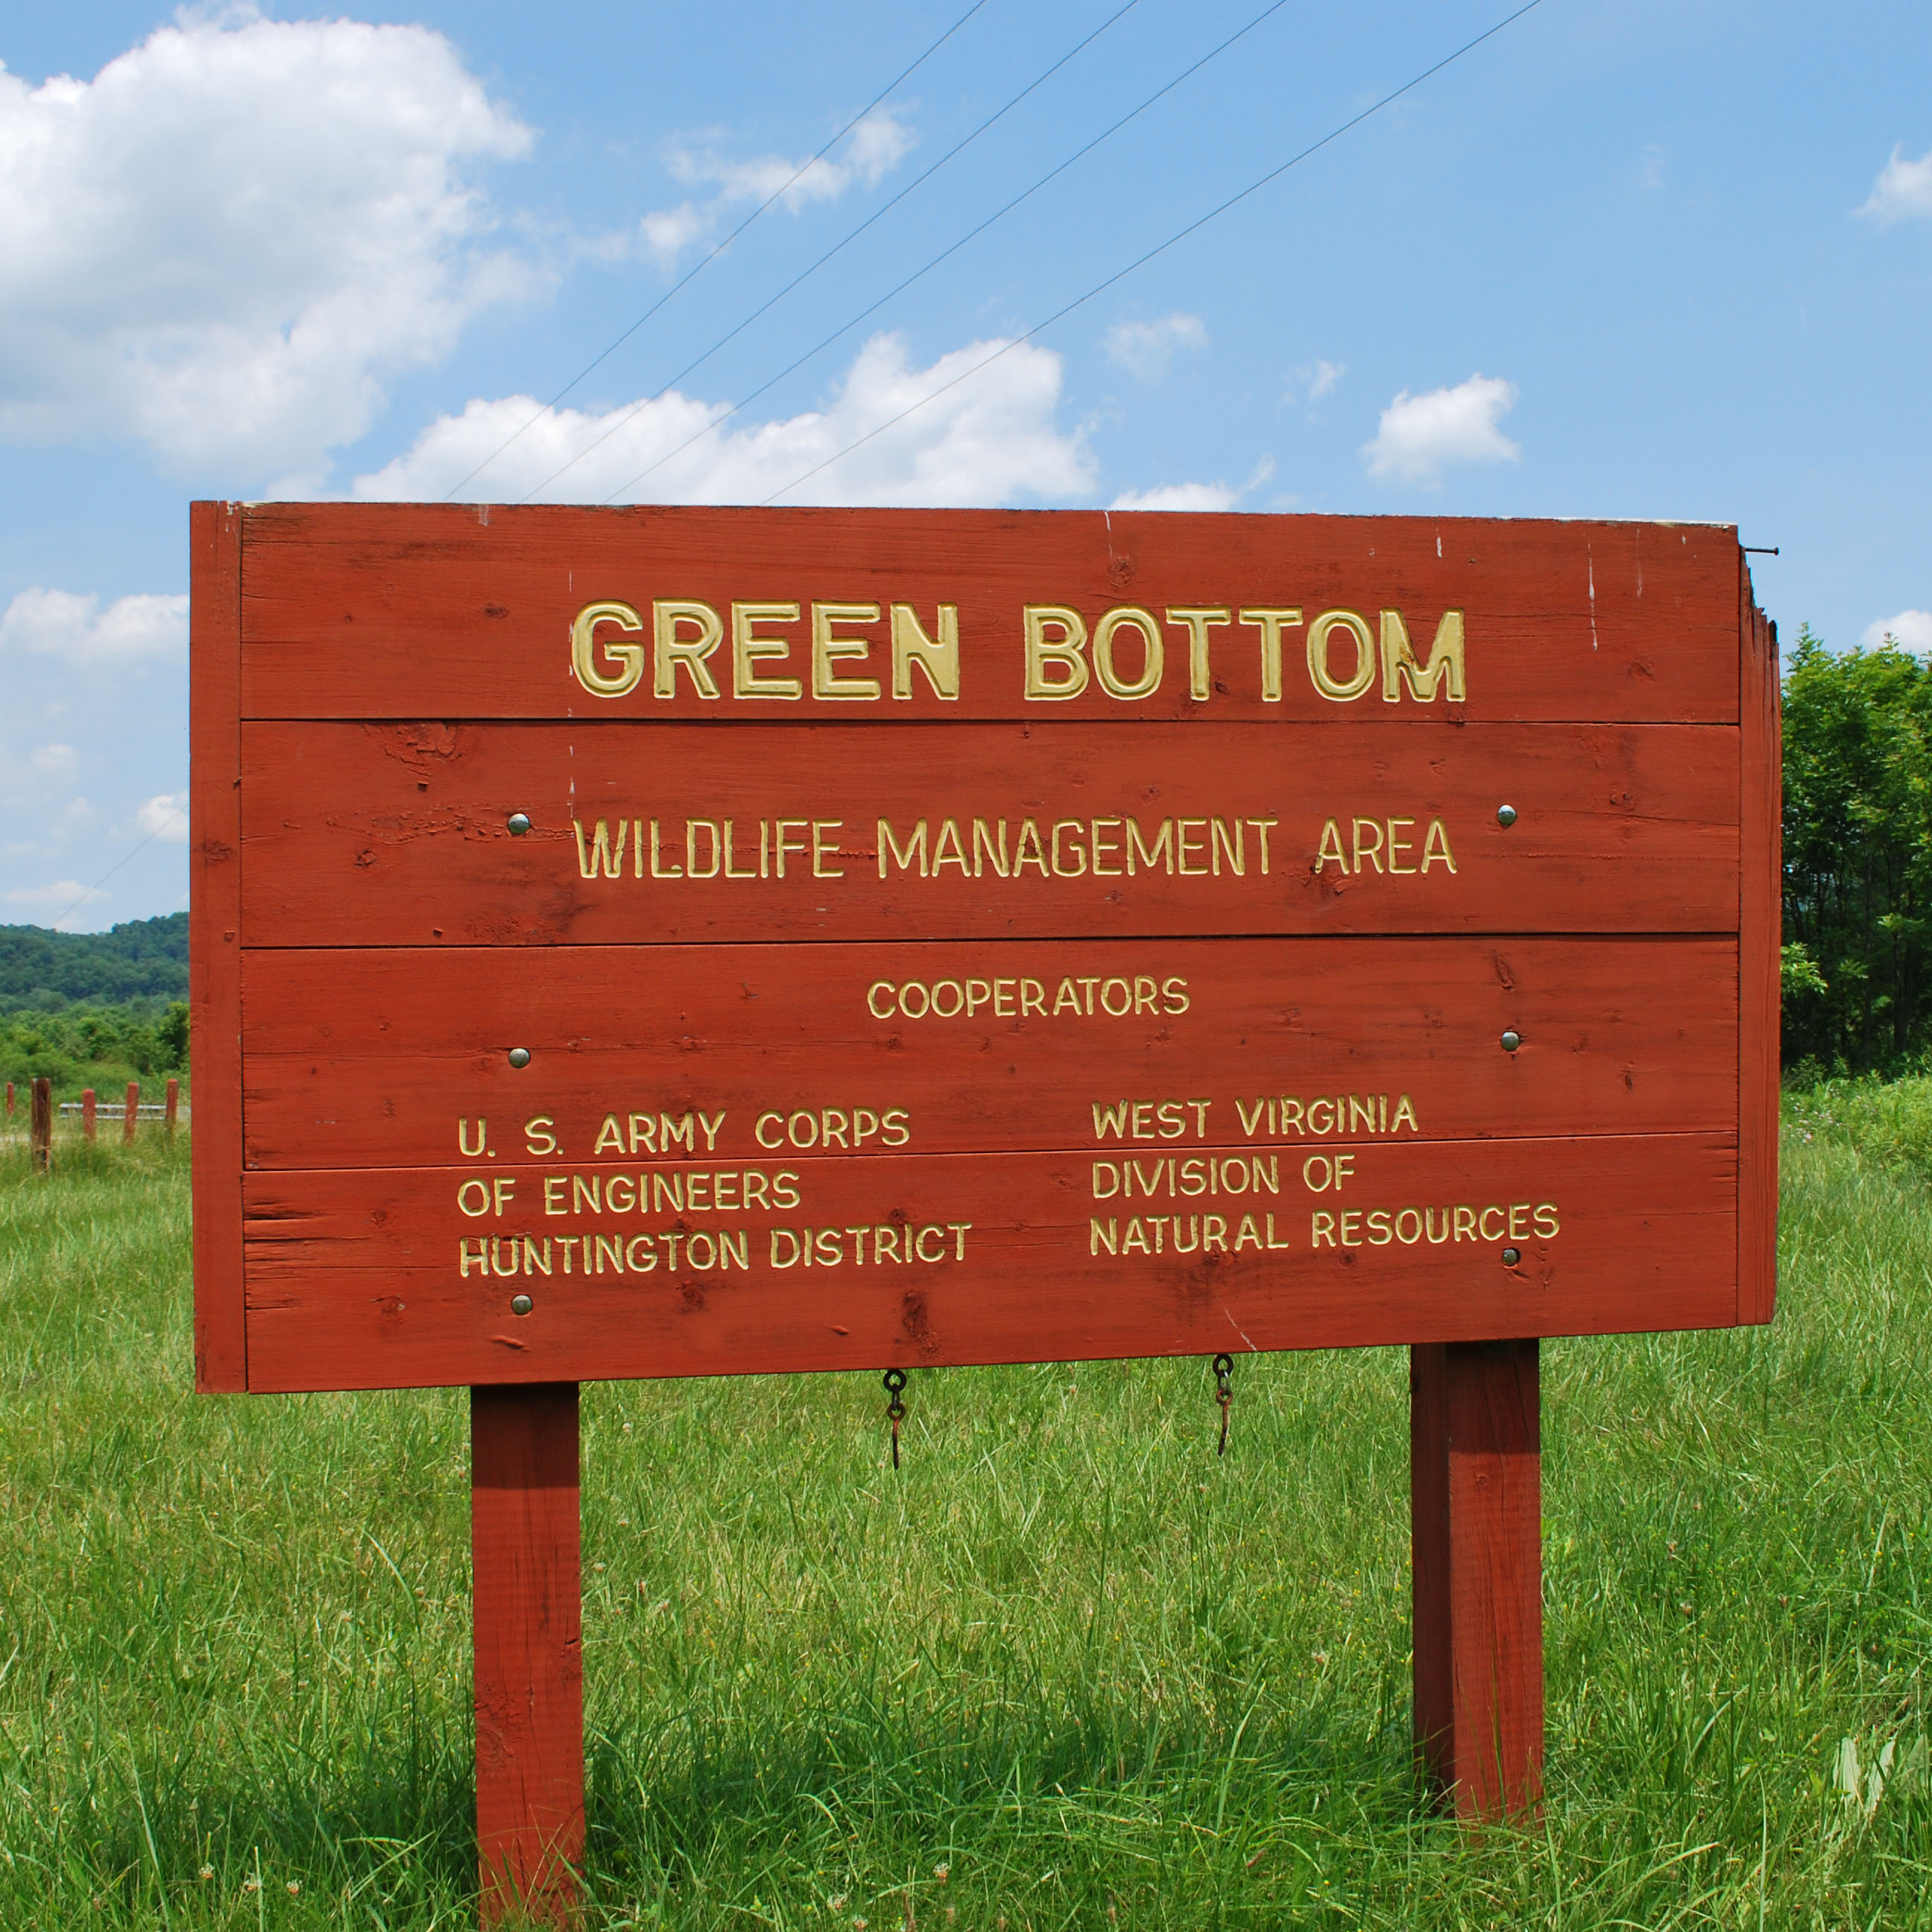 GREEN BOTTOM
WILDLIFE MANAGEMENT AREA
COOPERATORS
U. S. ARMY CORPS
OF ENGINEERS
HUNTINGTON DISTRICT
WEST VIRGINIA
DIVISION OF
NATURAL RESOURCES